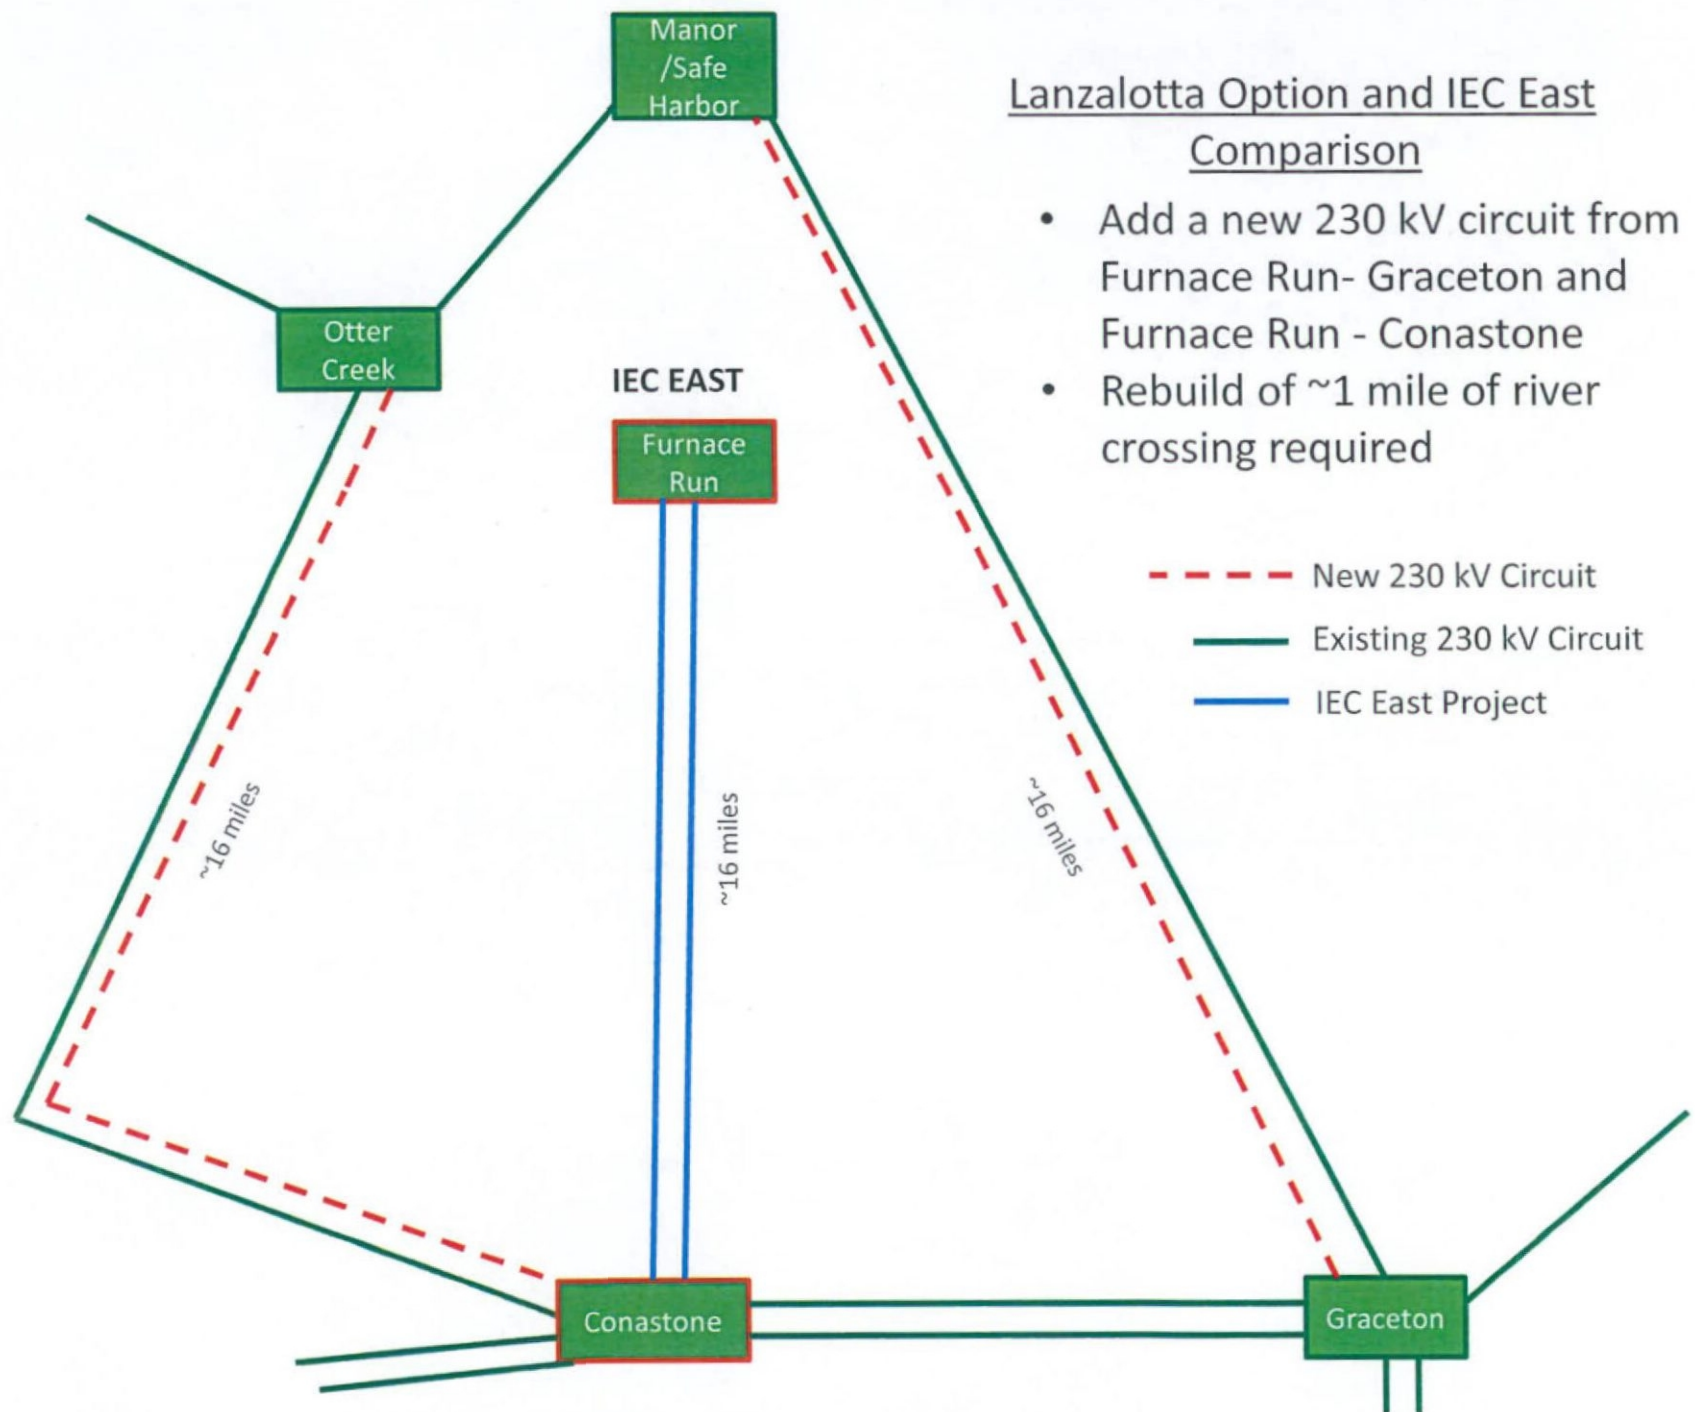 Manor
/Safe
Harbor
Lanzalotta Option and IEC East
Comparison
• Add a new 230 kV circuit from
Furnace Run- Graceton and
Furnace Run - Conastone
• Rebuild of ~1 mile of river
crossing required
Otter
Creek
IEC EAST
Furnace
Run
New 230 kV Circuit
Existing 230 kV Circuit
IEC East Project
~16 miles
~16 miles
~16 miles
Conastone
Graceton